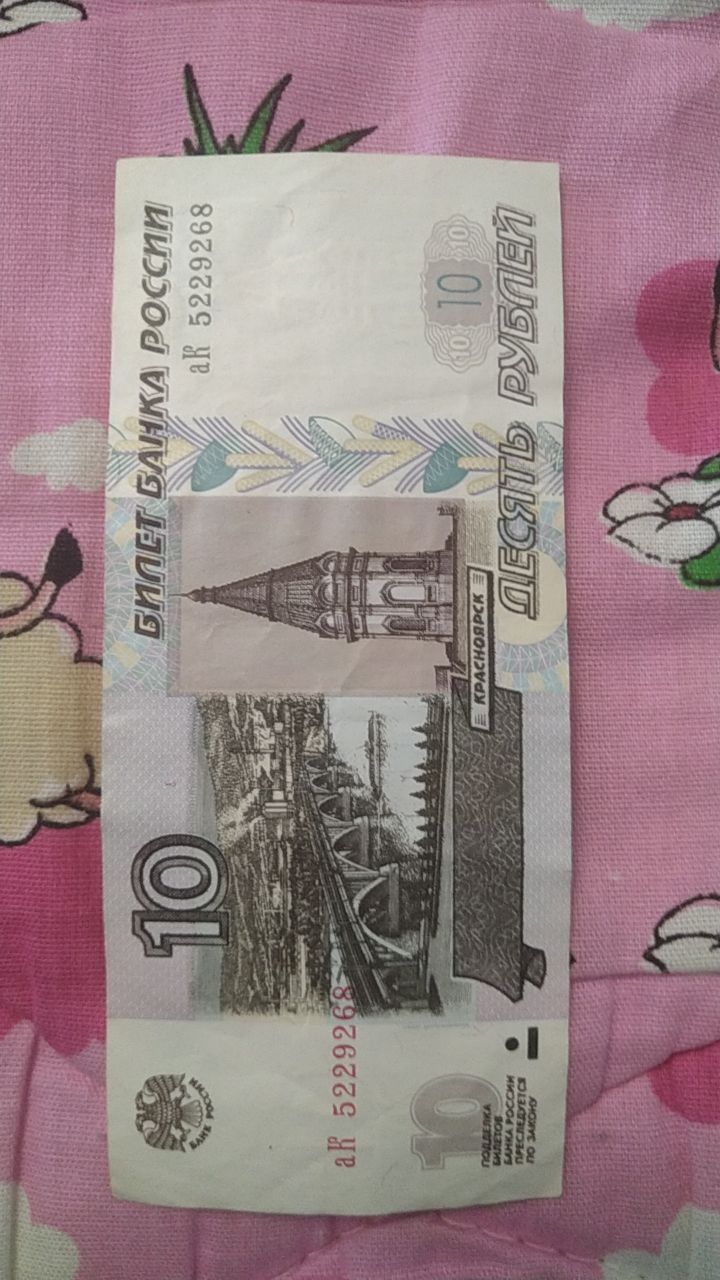 БИЛЕТ БАНКА РОССИИ
аК 5229268
10
10
БАНК РОССИИ
10
10
10
аК 5229268
КРАСНОЯРСК
ДЕСЯТЬ РУБЛЕЙ
10
ПОДДЕЛКА
БИЛЕТОВ
БАНКА РОССИИ
ПРЕСЛЕДУЕТСЯ
ПО ЗАКОНУ